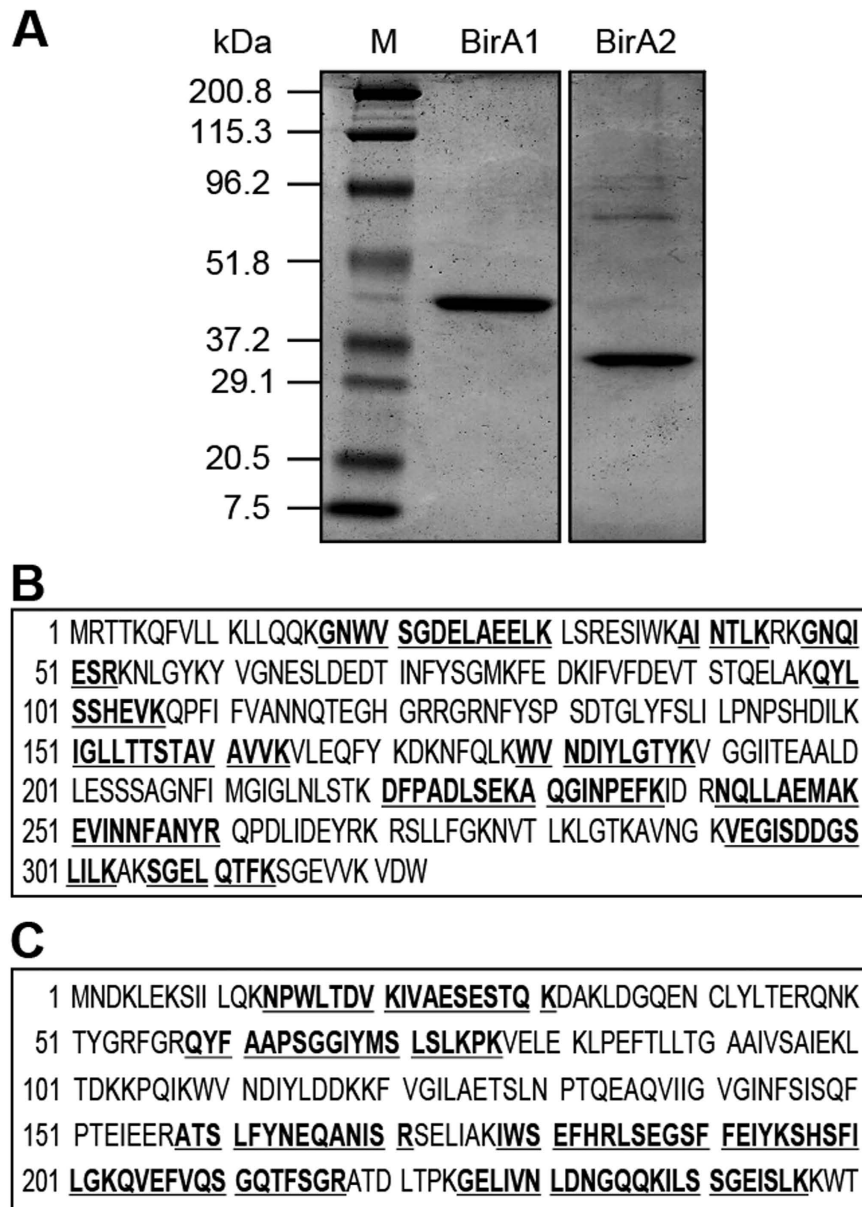 A
kDa M BirA1 BirA2
200.8
115.3
96.2
51.8
37.2
29.1
20.5
7.5
B
1 MRTTKQFVLL KLLQQKGNWV SGDELAEELK LSRESIWKAI NTLKRKGNQI
51 ESRKNLGYKY VGNESLDEDT INFYSGMKFE DKIFVFDEVT STQELAKQYL
101 SSHEVKQPFI FVANNQTEGH GRRGRNFYSP SDTGLYFSLI LPNPSHDILK
151 IGLLTTSTAV AVVKVLEQFY KDKNFQLKWV NDIYLGTYKV GGIITEAALD
201 LESSSAGNFI MGIGLNLSTK DFPADLSEKA QGINPEFKID RNQLLAEMAK
251 EVINNFANYR QPDLIDEYRK RSLLFGKNVT LKLGTKAVNG KVEGISDDGS
301 LILKAKSGEL QTFKSGEVVK VDW
C
1 MNDKLEKSII LQKNPWLTDV KIVAESESTQ KDAKLDGQEN CLYLTERQNK
51 TYGRFGRQYF AAPSGGIYMS LSLKPKVELE KLPEFTLLTG AAIVSAIEKL
101 TDKKPQIKWV NDIYLDDKKF VGILAETSLN PTQEAQVIIG VGINFSISQF
151 PTEIEERATS LFYNEQANIS RSELIAKIWS EFHRLSEGSF FEIYKSHSFI
201 LGKQVEFVQS GQTFSGRATD LTPKGELIVN LDNGQQKILS SGEISLKKWT